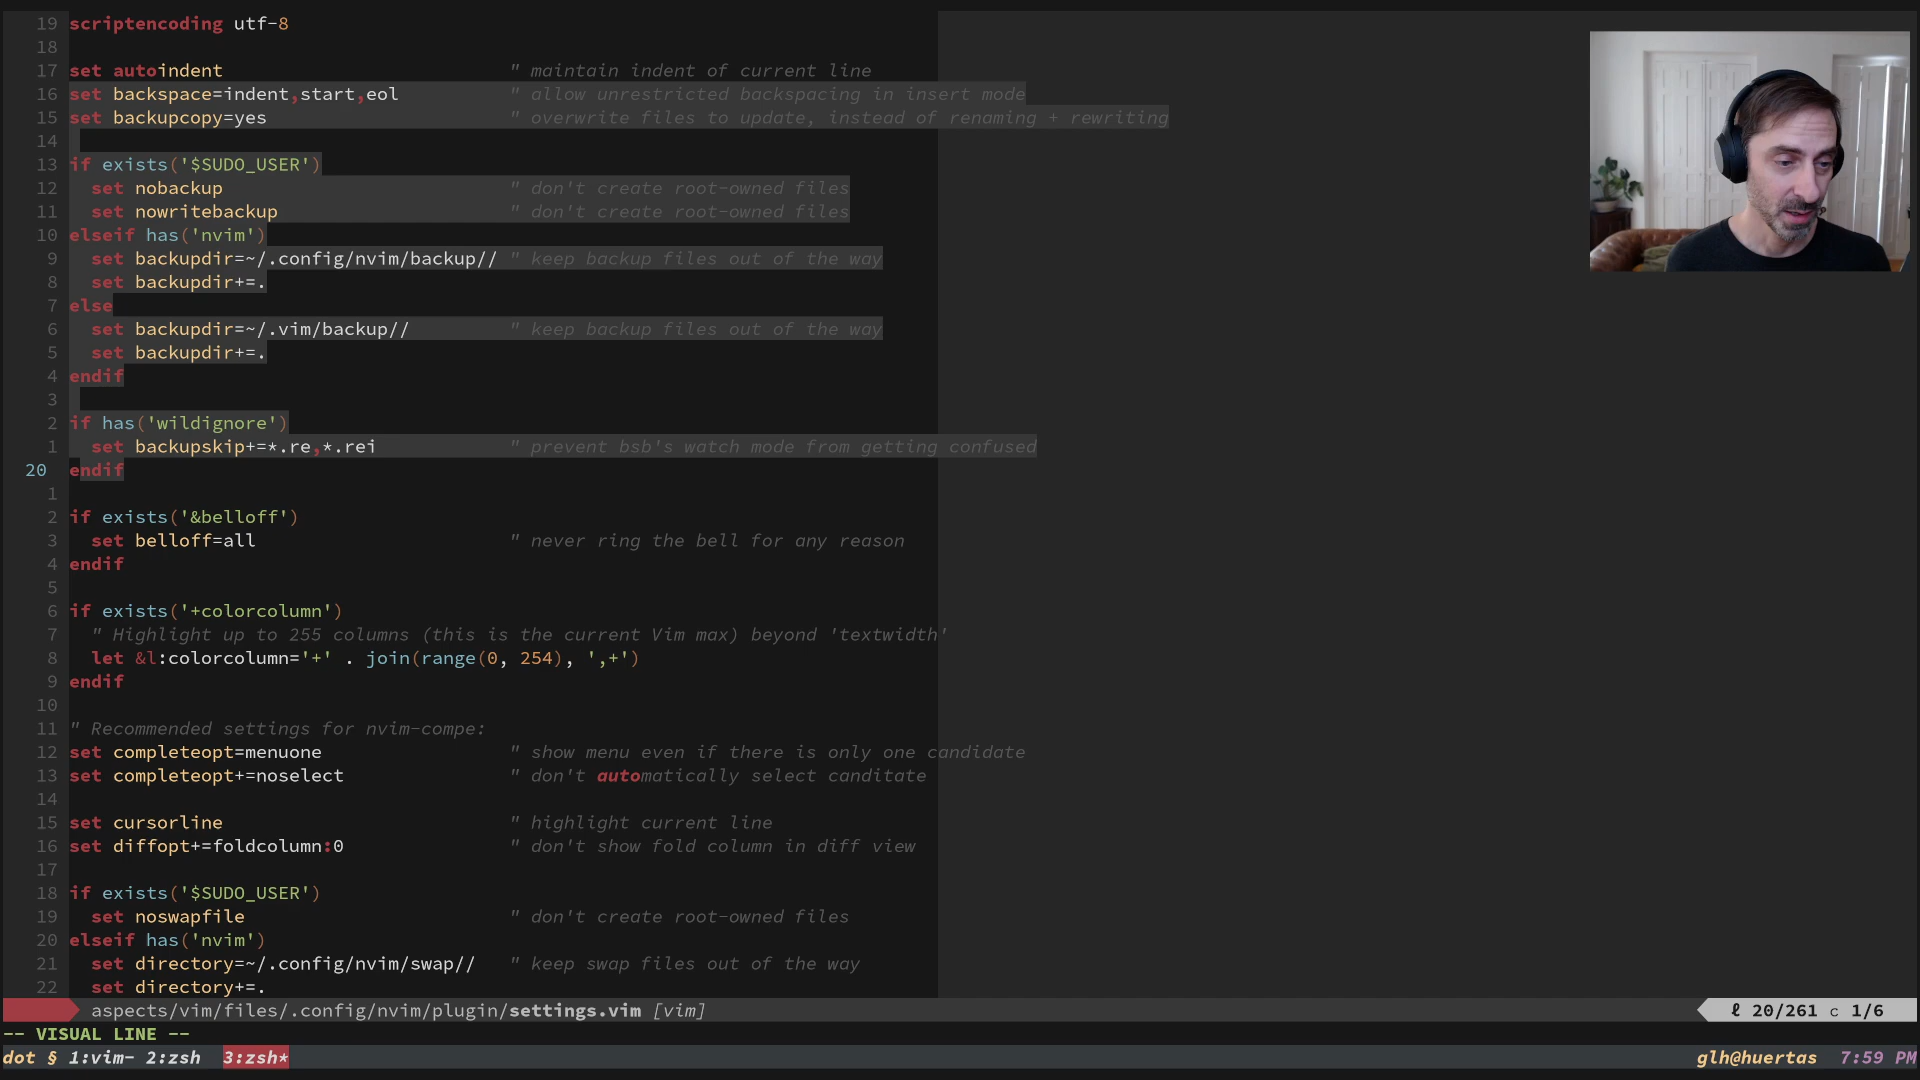 19 scriptencoding utf-8
18
17 set autoindent " maintain indent of current line
16 set backspace=indent,start,eol " allow unrestricted backspacing in insert mode
15 set backupcopy=yes " overwrite files to update, instead of renaming + rewriting
14
13 if exists('$SUDO_USER')
12   set nobackup " don't create root-owned files
11   set nowritebackup " don't create root-owned files
10 elseif has('nvim')
9   set backupdir=~/.config/nvim/backup// " keep backup files out of the way
8   set backupdir+=.
7 else
6   set backupdir=~/.vim/backup// " keep backup files out of the way
5   set backupdir+=.
4 endif
3
2 if has('wildignore')
1   set backupskip+=*.re,*.rei " prevent bsb's watch mode from getting confused
20 endif
1
2 if exists('&belloff')
3   set belloff=all " never ring the bell for any reason
4 endif
5
6 if exists('+colorcolumn')
7   " Highlight up to 255 columns (this is the current Vim max) beyond 'textwidth'
8   let &l:colorcolumn='+' . join(range(0, 254), ',+')
9 endif
10
11 " Recommended settings for nvim-compe:
12 set completeopt=menuone " show menu even if there is only one candidate
13 set completeopt+=noselect " don't automatically select canditate
14
15 set cursorline " highlight current line
16 set diffopt+=foldcolumn:0 " don't show fold column in diff view
17
18 if exists('$SUDO_USER')
19   set noswapfile " don't create root-owned files
20 elseif has('nvim')
21   set directory=~/.config/nvim/swap// " keep swap files out of the way
22   set directory+=.
aspects/vim/files/.config/nvim/plugin/settings.vim [vim] ℓ 20/261 c 1/6
-- VISUAL LINE --
dot § 1:vim- 2:zsh 3:zsh* glh@huertas 7:59 PM